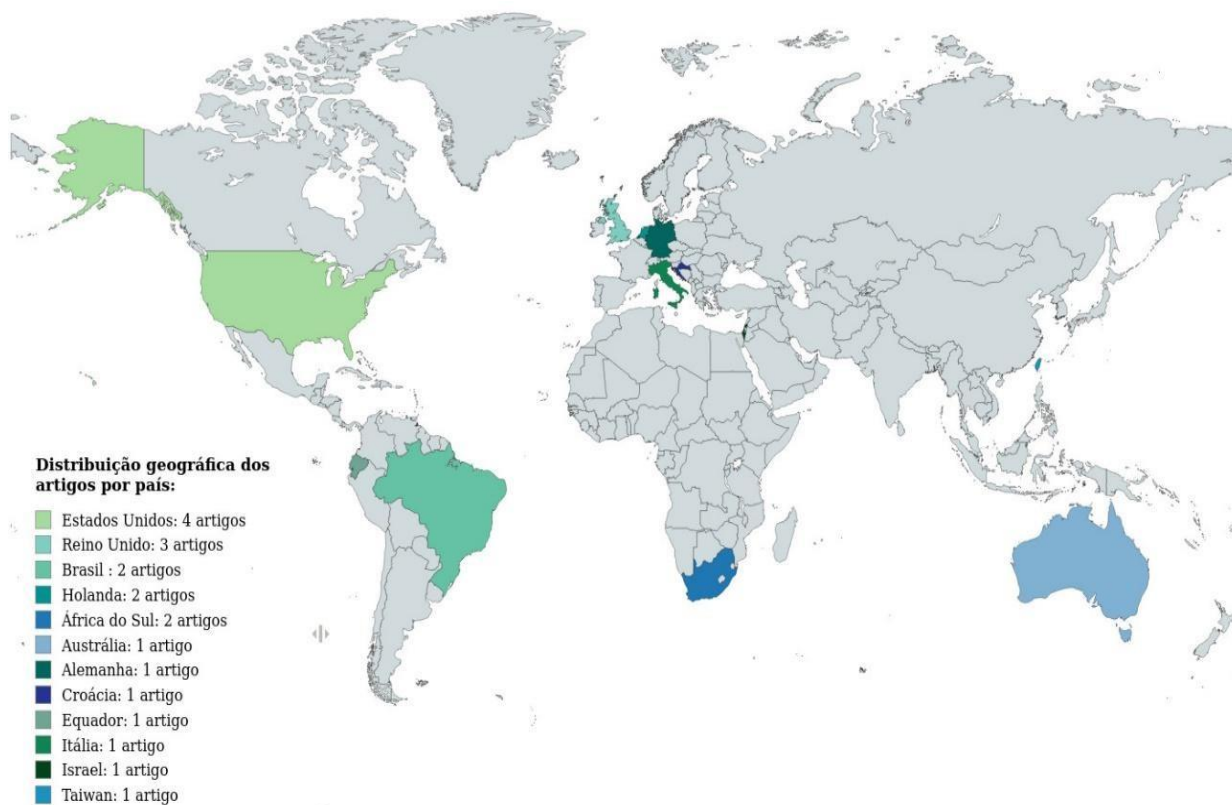 Distribuição geográfica dos
artigos por país:
Estados Unidos: 4 artigos
Reino Unido: 3 artigos
Brasil : 2 artigos
Holanda: 2 artigos
África do Sul: 2 artigos
Austrália: 1 artigo
Alemanha: 1 artigo
Croácia: 1 artigo
Equador: 1 artigo
Itália: 1 artigo
Israel: 1 artigo
Taiwan: 1 artigo